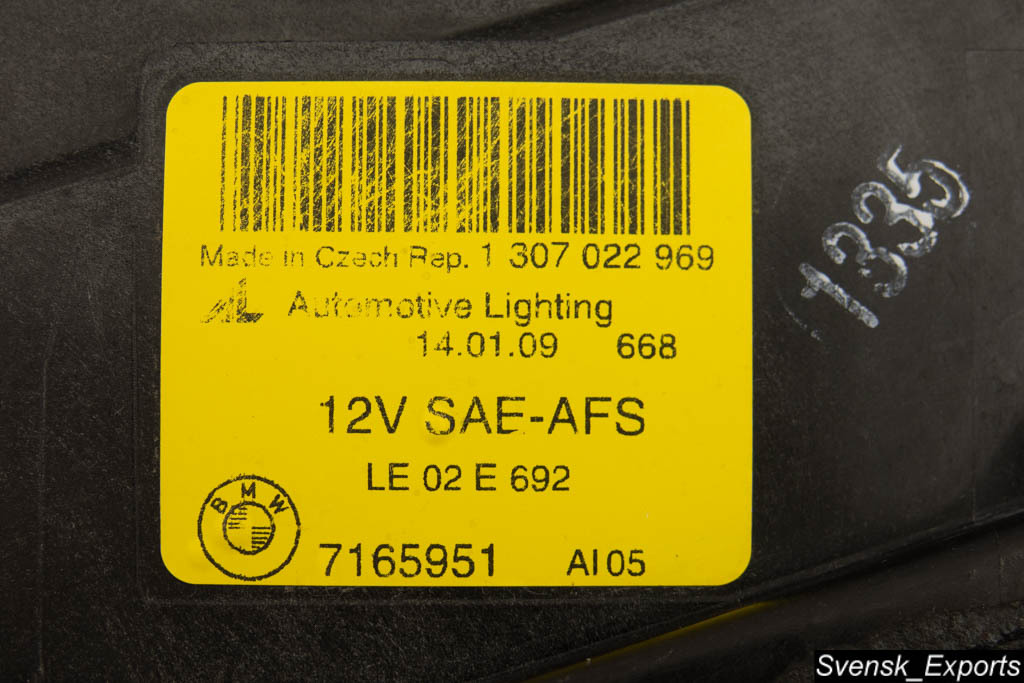 Made in Czech Rep. 1 307 022 969
AL Automotive Lighting
14.01.09 668
12V SAE-AFS
LE 02 E 692
BMW
7165951 AI 05
1335
Svensk_Exports